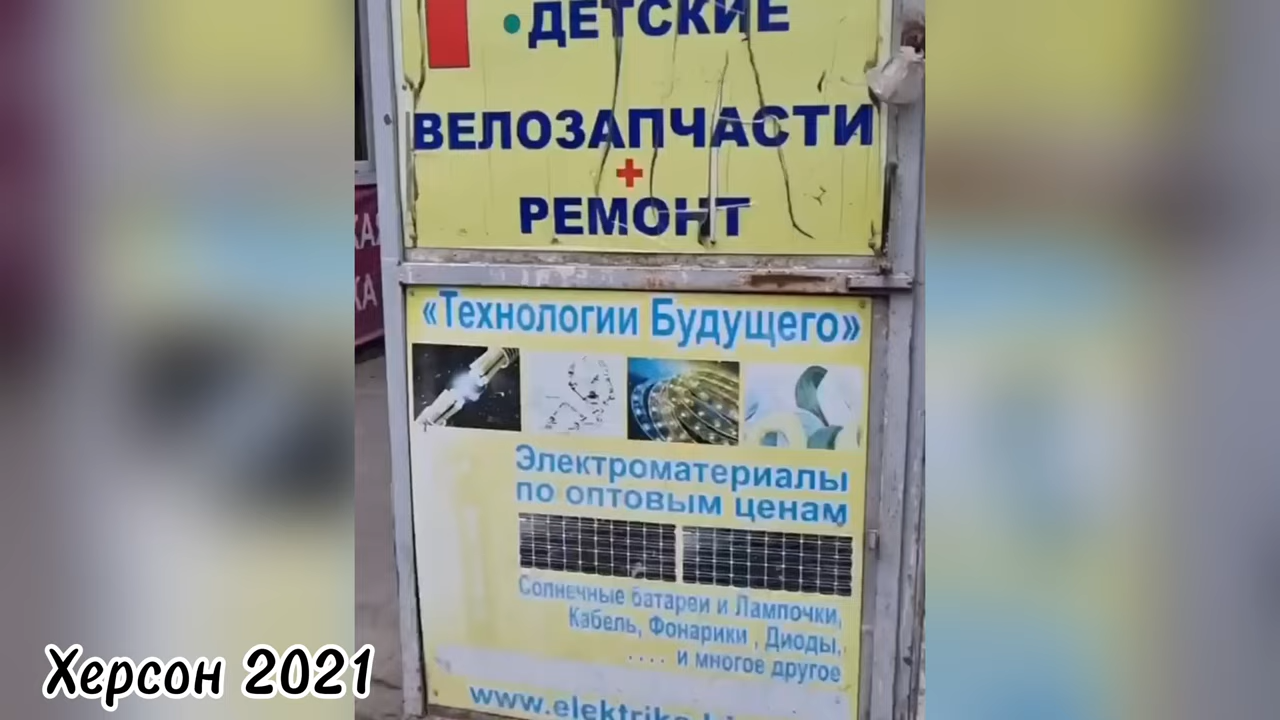 • ДЕТСКИЕ
ВЕЛОЗАПЧАСТИ
+
РЕМОНТ
«Технологии Будущего»
Электроматериалы
по оптовым ценам
Солнечные батареи и Лампочки,
Кабель, Фонарики , Диоды,
.... и многое другое
Херсон 2021